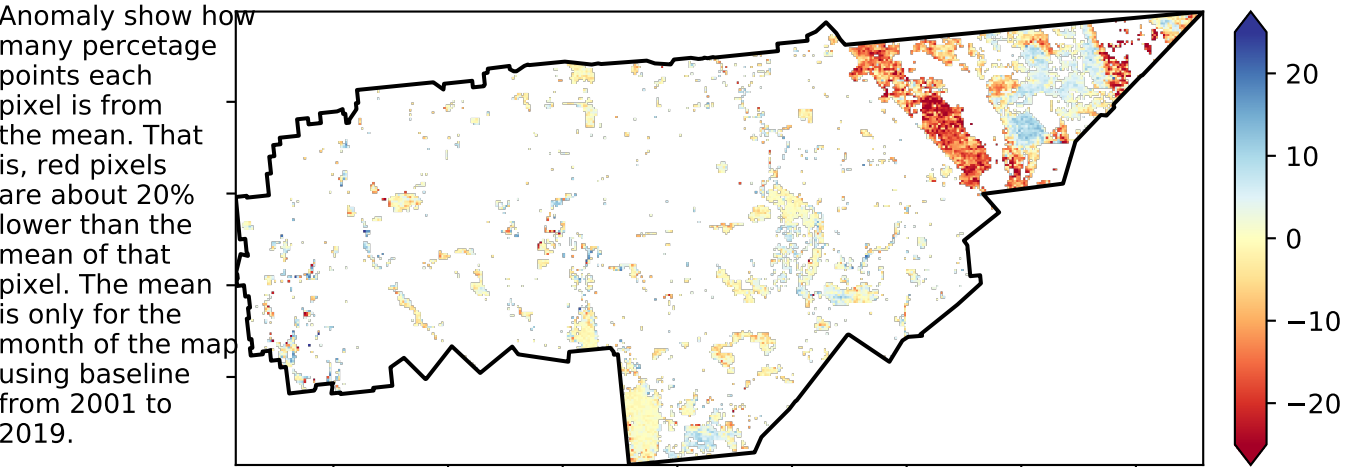 Anomaly show how
many percetage
points each
pixel is from
the mean. That
is, red pixels
are about 20%
lower than the
mean of that
pixel. The mean
is only for the
month of the map
using baseline
from 2001 to
2019.
20
10
0
−10
−20